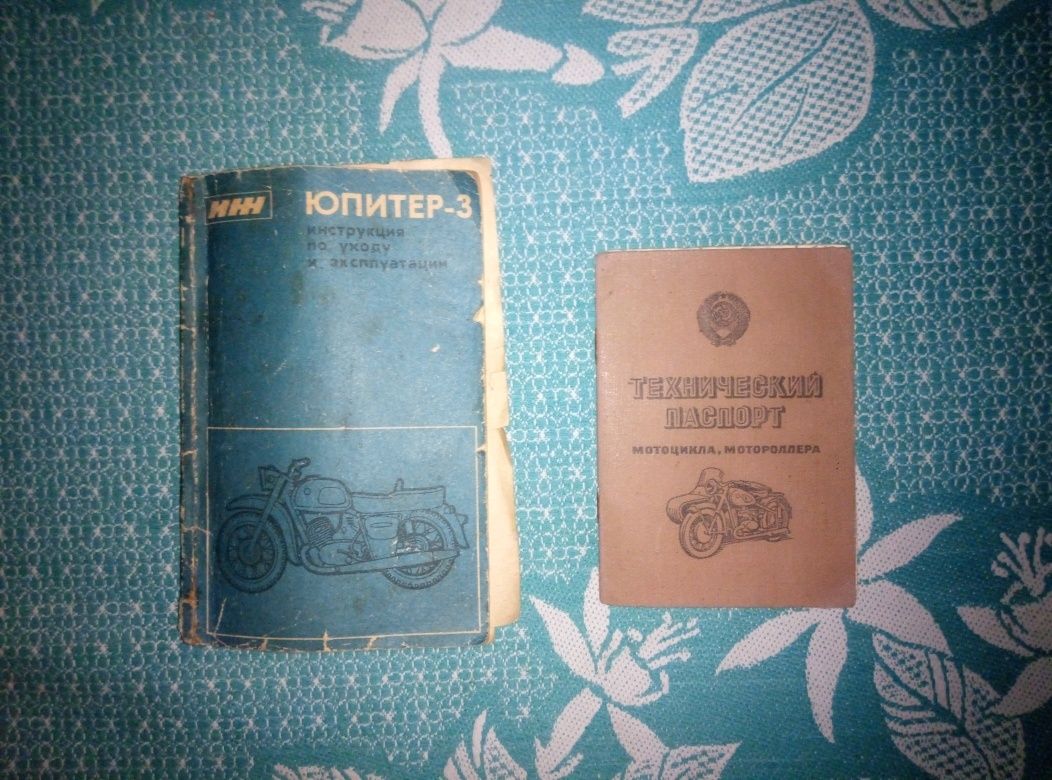 ИЖ
ЮПИТЕР-3
инструкция
по уходу
и эксплуатации
ТЕХНИЧЕСКИЙ
ПАСПОРТ
МОТОЦИКЛА, МОТОРОЛЛЕРА